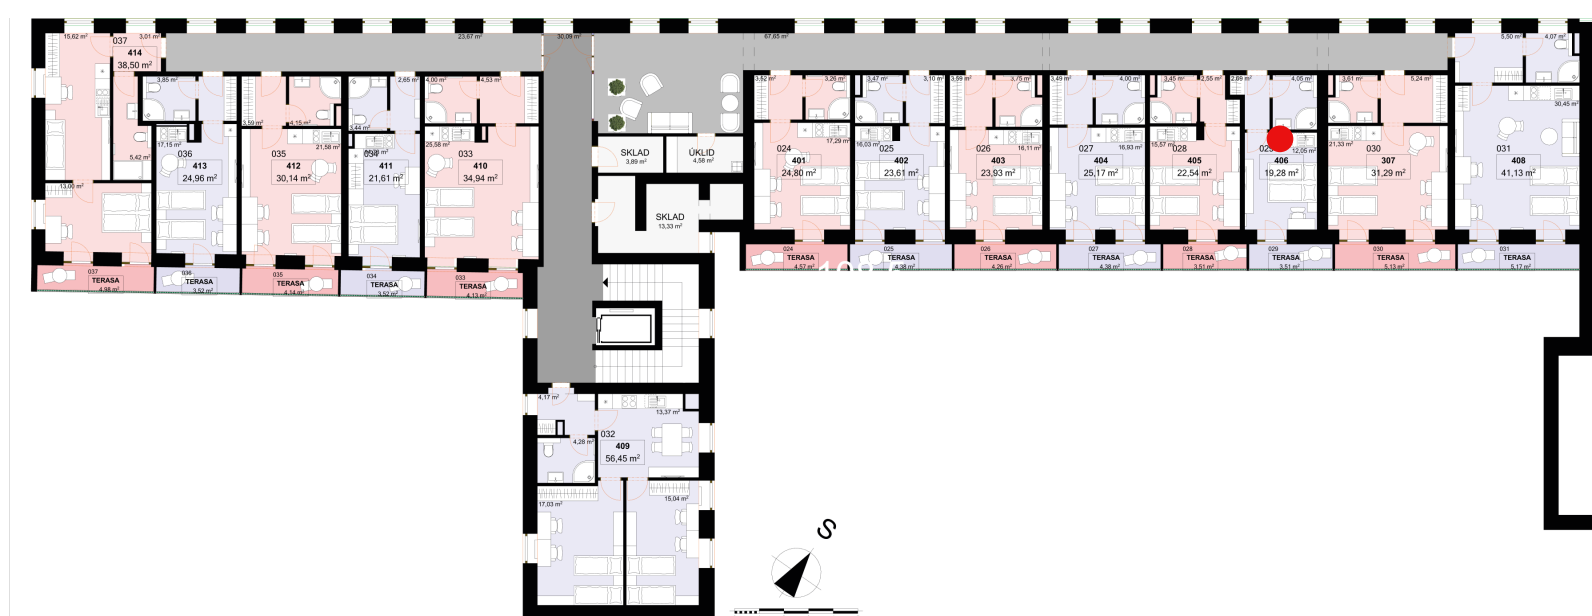 15,62 m²
3,01 m²
037
414
38,50 m²
23,67 m²
30,09 m²
67,65 m²
5,50 m²
4,07 m²
3,85 m²
3,59 m²
4,15 m²
2,65 m²
3,44 m²
4,00 m²
4,53 m²
3,52 m²
3,26 m²
3,47 m²
3,10 m²
3,59 m²
3,75 m²
3,49 m²
4,00 m²
3,45 m²
2,55 m²
4,05 m²
3,61 m²
5,24 m²
30,45 m²
5,42 m²
13,00 m²
17,15 m²
036
413
24,96 m²
21,58 m²
035
412
30,14 m²
034
411
21,61 m²
25,58 m²
033
410
34,94 m²
SKLAD
3,89 m²
ÚKLID
4,58 m²
SKLAD
13,33 m²
17,29 m²
024
401
24,80 m²
16,03 m²
025
402
23,61 m²
16,11 m²
026
403
23,93 m²
16,93 m²
027
404
25,17 m²
15,57 m²
028
405
22,54 m²
12,05 m²
406
19,28 m²
21,33 m²
030
307
31,29 m²
031
408
41,13 m²
037
TERASA
4,98 m²
036
TERASA
3,52 m²
035
TERASA
4,14 m²
034
TERASA
3,52 m²
033
TERASA
4,13 m²
024
TERASA
4,57 m²
025
TERASA
4,38 m²
026
TERASA
4,26 m²
027
TERASA
4,38 m²
028
TERASA
3,51 m²
029
TERASA
3,51 m²
030
TERASA
5,13 m²
031
TERASA
5,17 m²
4,17 m²
13,37 m²
4,28 m²
032
409
56,45 m²
17,03 m²
15,04 m²
S